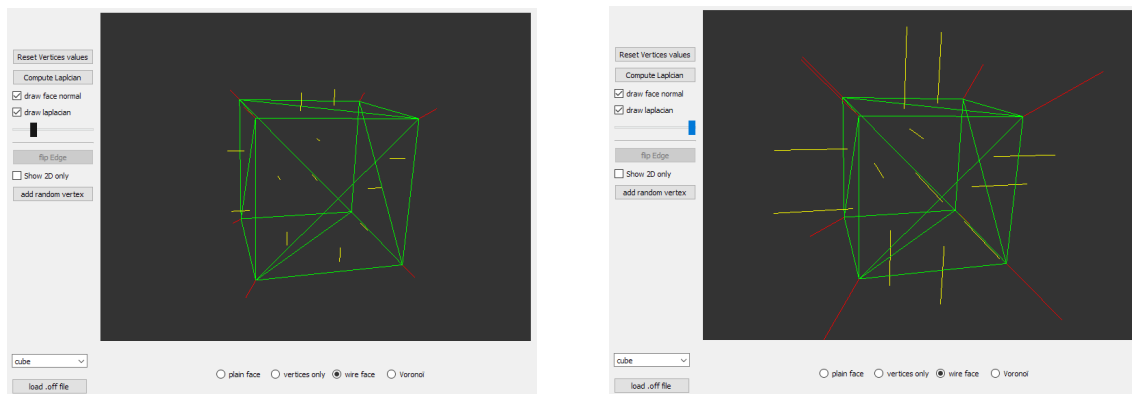 Reset Vertices values
Compute Laplcian
draw face normal
draw laplacian
flip Edge
Show 2D only
add random vertex
cube
load .off file
plain face
vertices only
wire face
Voronoï
Reset Vertices values
Compute Laplcian
draw face normal
draw laplacian
flip Edge
Show 2D only
add random vertex
cube
load .off file
plain face
vertices only
wire face
Voronoï